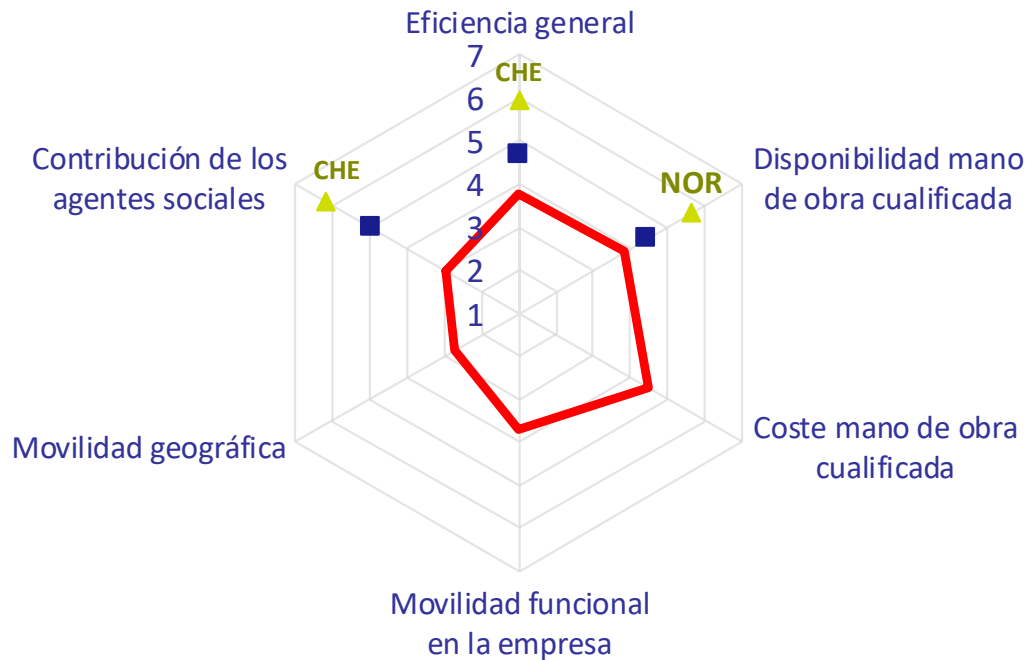 Eficiencia general
7
CHE
6
5
4
3
2
1
Contribución de los
agentes sociales
CHE
NOR
Disponibilidad mano
de obra cualificada
Movilidad geográfica
Coste mano de obra
cualificada
Movilidad funcional
en la empresa